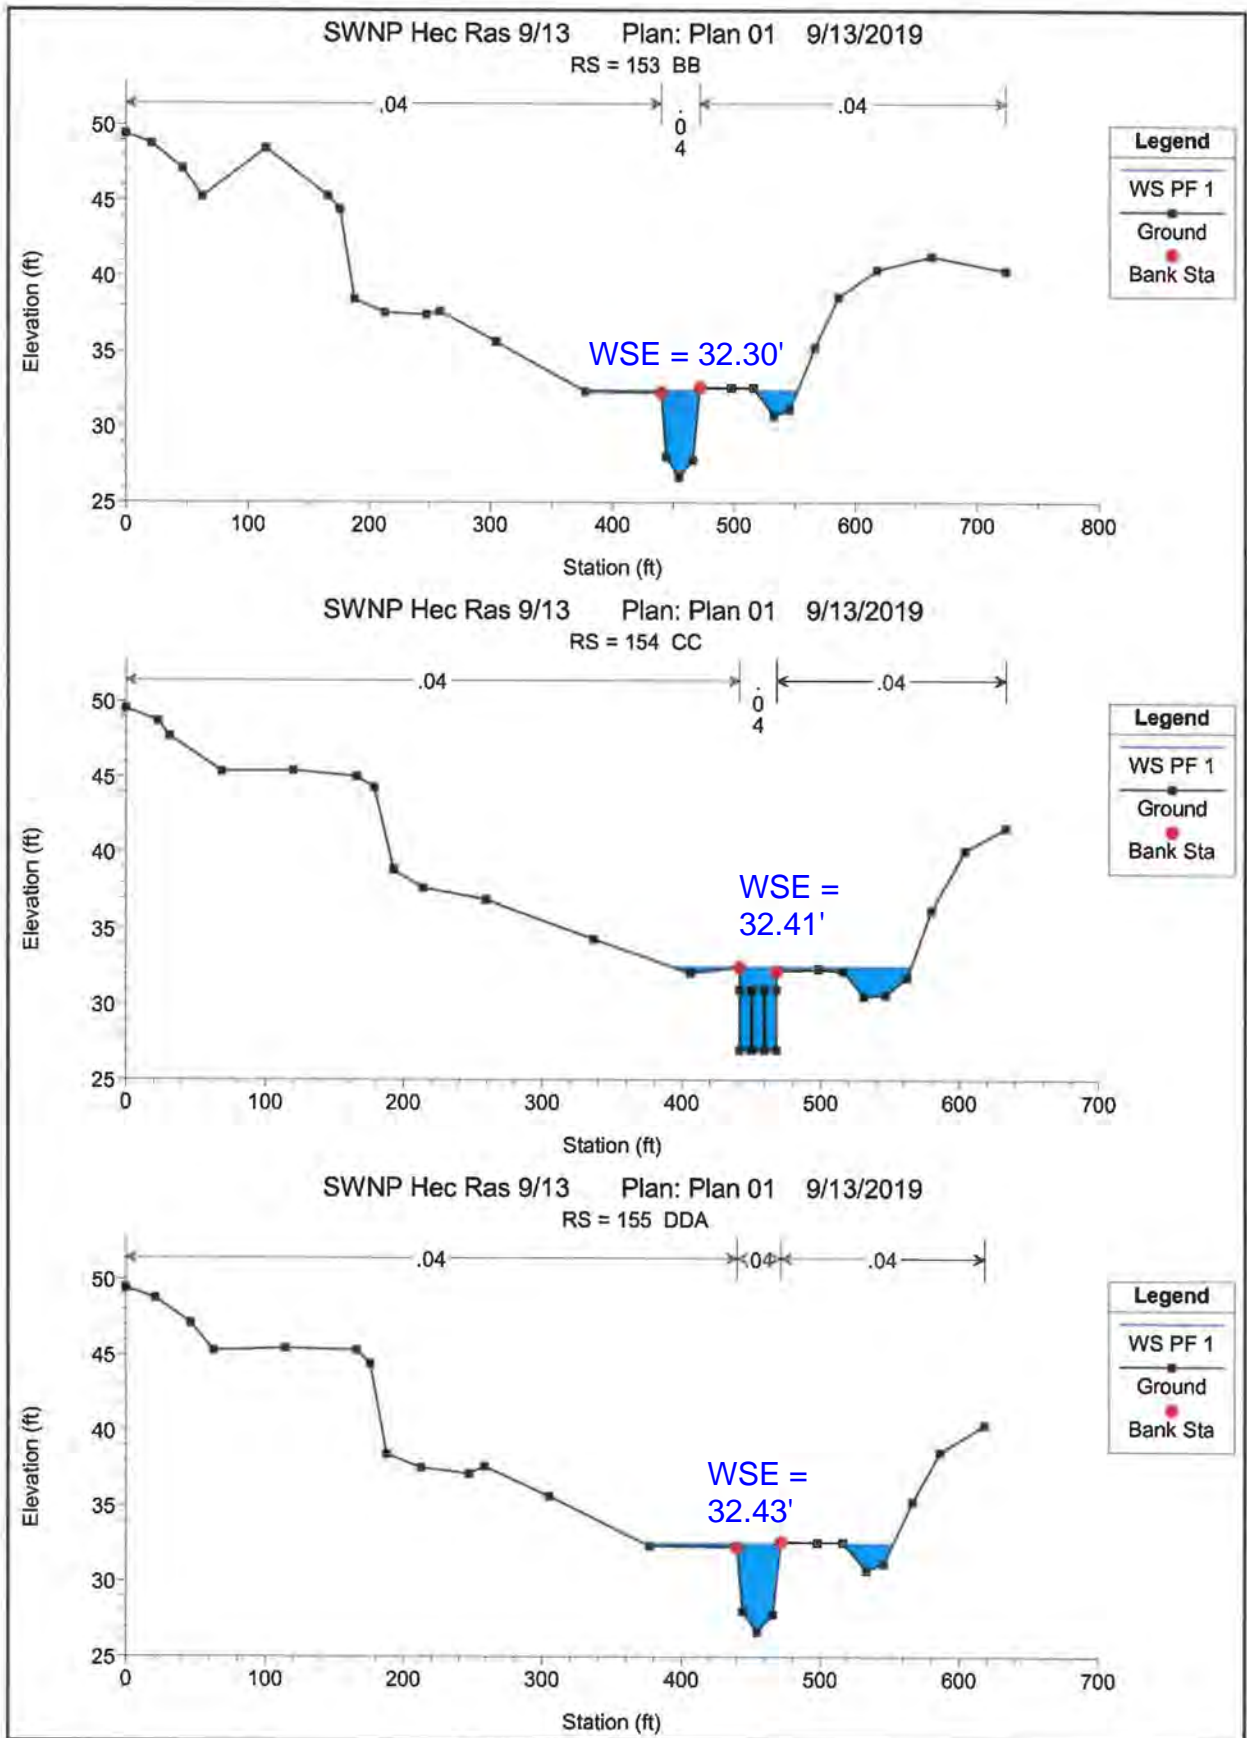 SWNP Hec Ras 9/13 Plan: Plan 01 9/13/2019
RS = 153 BB
.04
.04
.04
50
45
40
35
30
25
Elevation (ft)
WSE = 32.30'
0 100 200 300 400 500 600 700 800
Station (ft)
Legend
WS PF 1
Ground
Bank Sta
SWNP Hec Ras 9/13 Plan: Plan 01 9/13/2019
RS = 154 CC
.04
.04
.04
50
45
40
35
30
25
Elevation (ft)
WSE =
32.41'
0 100 200 300 400 500 600 700
Station (ft)
Legend
WS PF 1
Ground
Bank Sta
SWNP Hec Ras 9/13 Plan: Plan 01 9/13/2019
RS = 155 DDA
.04
.04
.04
50
45
40
35
30
25
Elevation (ft)
WSE =
32.43'
0 100 200 300 400 500 600 700
Station (ft)
Legend
WS PF 1
Ground
Bank Sta